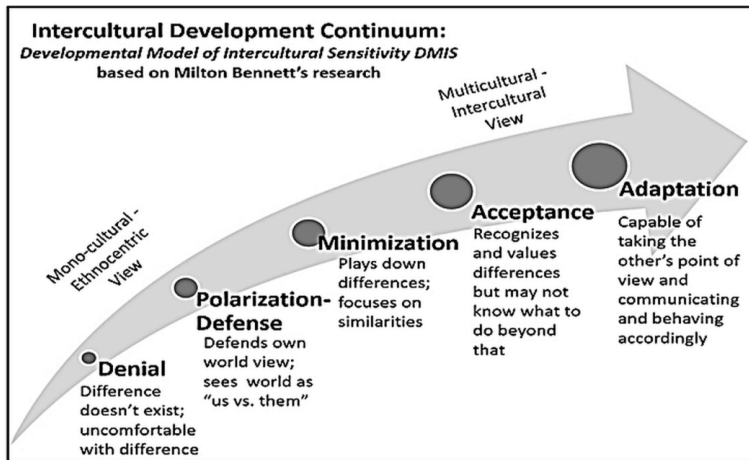 Intercultural Development Continuum:
Developmental Model of Intercultural Sensitivity DMIS
based on Milton Bennett's research
Mono-cultural -
Ethnocentric
View
Multicultural -
Intercultural
View
Denial
Difference
doesn't exist;
uncomfortable
with difference
Polarization-
Defense
Defends own
world view;
sees world as
"us vs. them"
Minimization
Plays down
differences;
focuses on
similarities
Acceptance
Recognizes
and values
differences
but may not
know what to
do beyond
that
Adaptation
Capable of
taking the
other's point of
view and
communicating
and behaving
accordingly